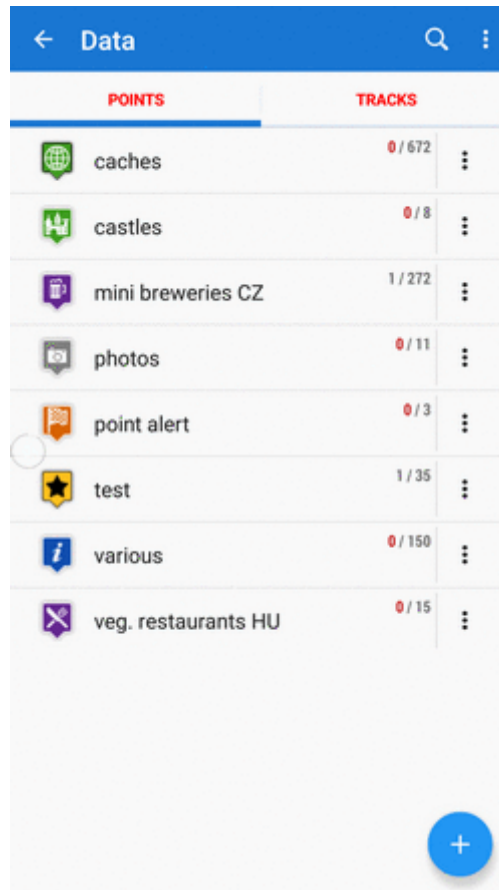 Data
POINTS TRACKS
caches 0 / 672
castles 0 / 8
mini breweries CZ 1 / 272
photos 0 / 11
point alert 0 / 3
test 1 / 35
various 0 / 150
veg. restaurants HU 0 / 15